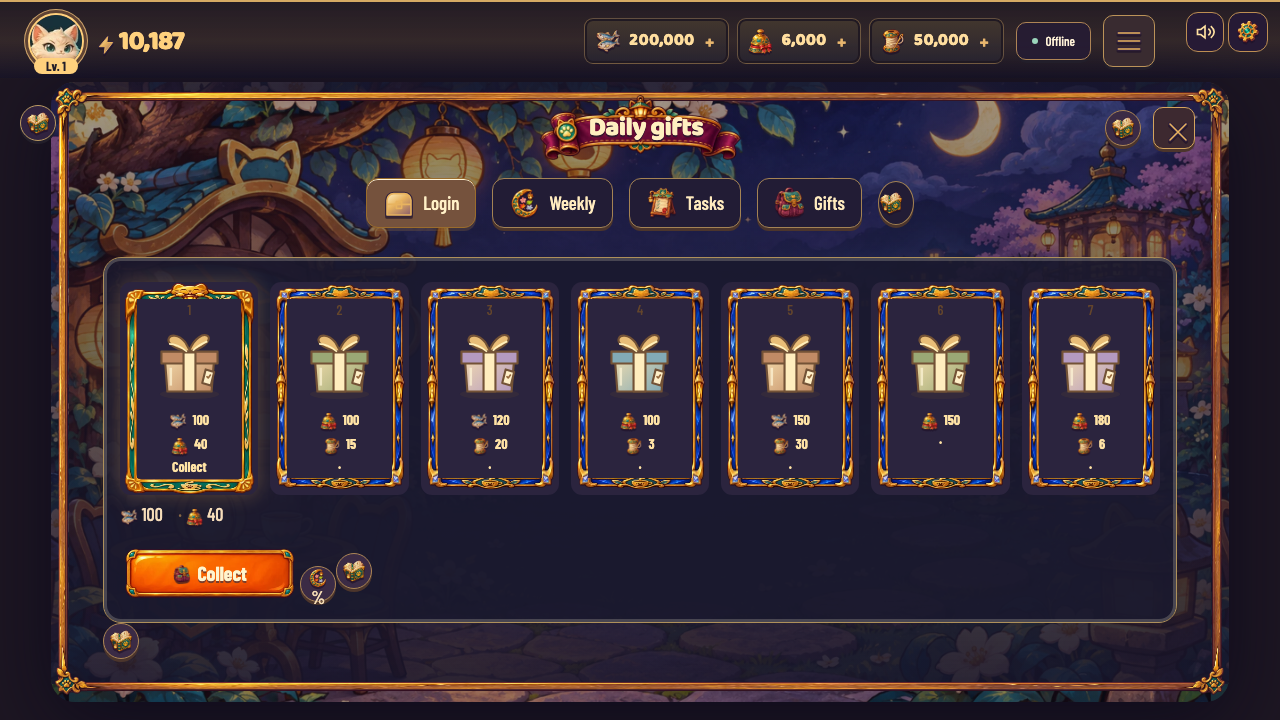 10,187
Lv. 1
200,000 +
6,000 +
50,000 +
Offline
Daily gifts
Login
Weekly
Tasks
Gifts
1
100
40
Collect
2
100
15
3
120
20
4
100
3
5
150
30
6
150
7
180
6
100 · 40
Collect
%